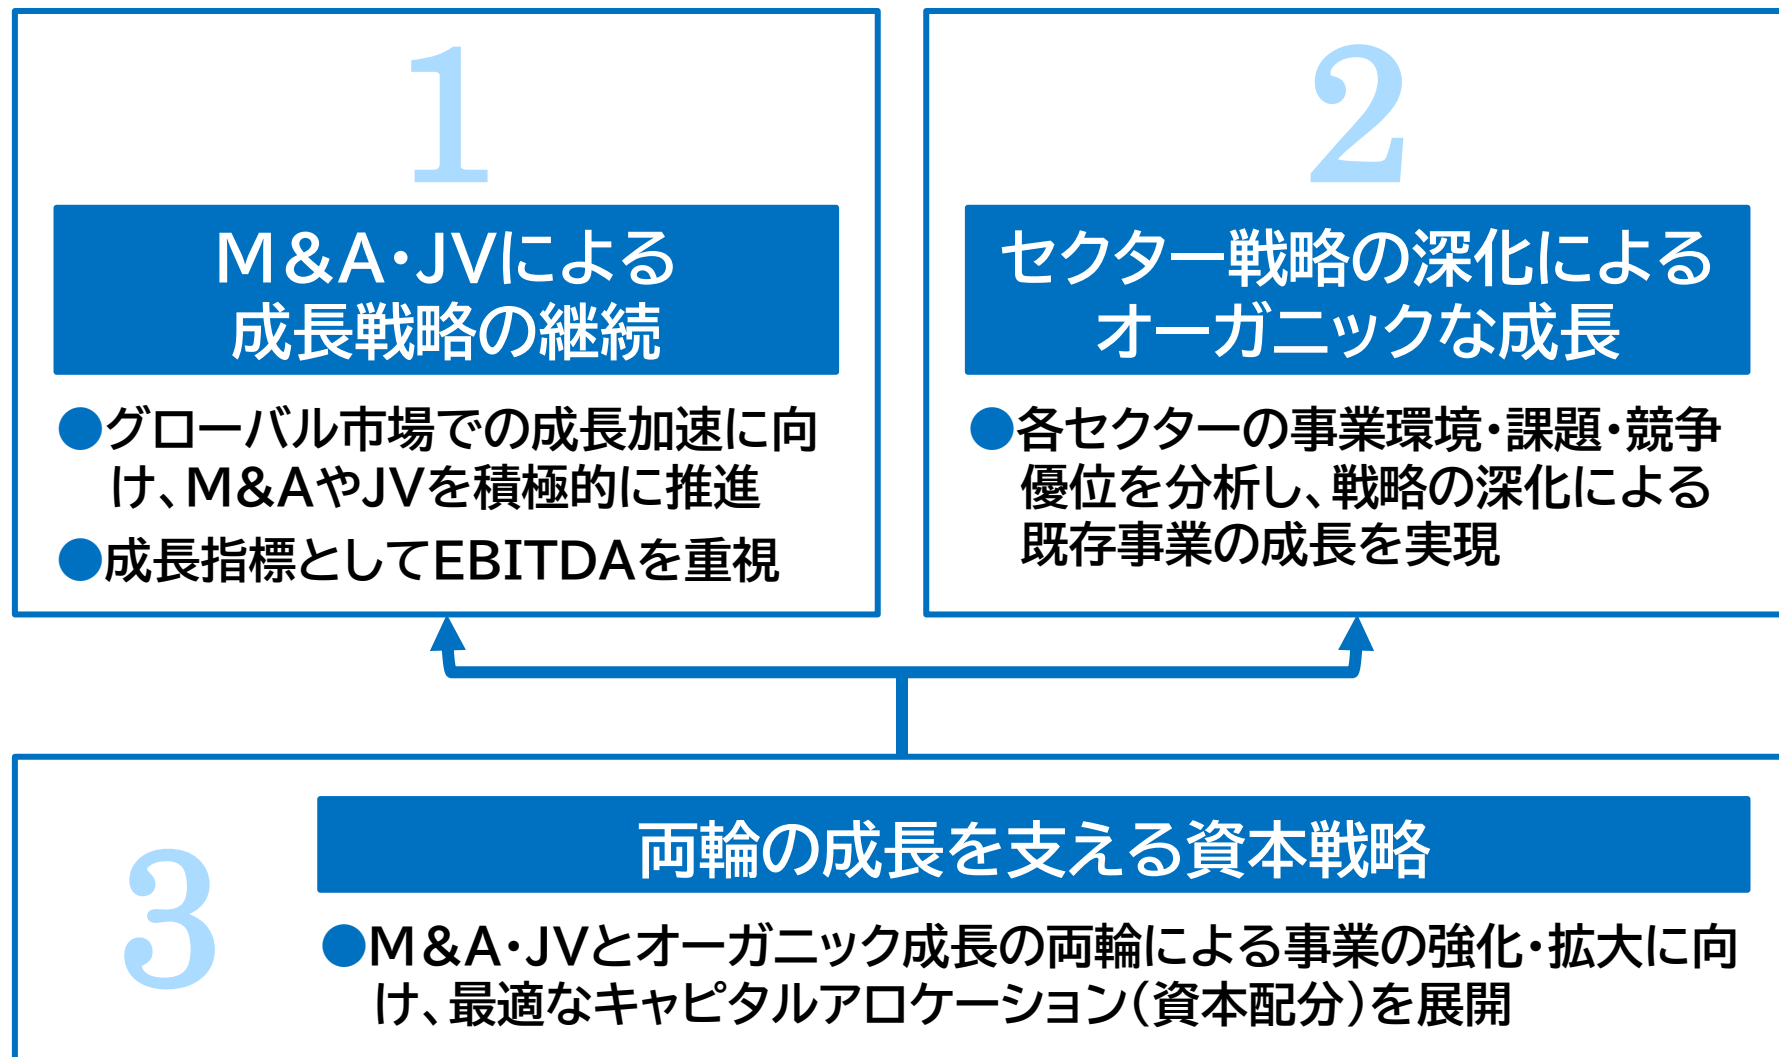 1
M&A・JVによる
成長戦略の継続
●グローバル市場での成長加速に向
け、M&AやJVを積極的に推進
●成長指標としてEBITDAを重視
2
セクター戦略の深化による
オーガニックな成長
●各セクターの事業環境・課題・競争
優位を分析し、戦略の深化による
既存事業の成長を実現
3
両輪の成長を支える資本戦略
●M&A・JVとオーガニック成長の両輪による事業の強化・拡大に向
け、最適なキャピタルアロケーション(資本配分)を展開